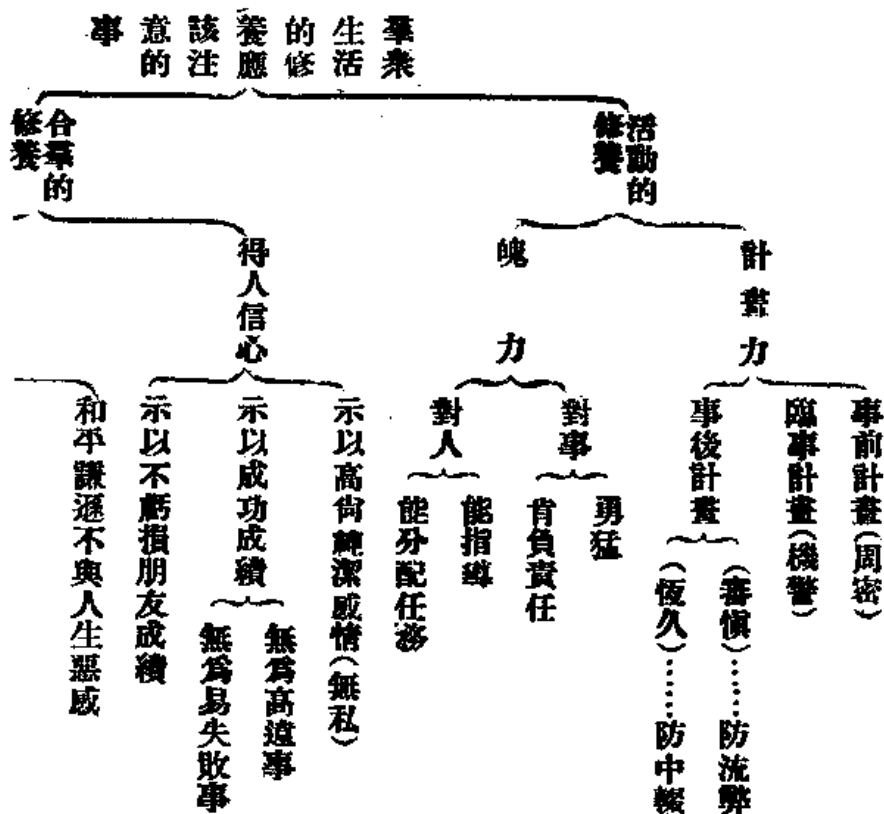 羣衆
生活
的修
養應
該注
意的
事
活動的
修養
計畫力
事前計畫(周密)
臨事計畫(機警)
事後計畫
(審愼)……防流弊
(恆久)……防中輟
魄力
對事
勇猛
肯負責任
對人
能指導
能分配任務
合羣的
修養
得人信心
示以高尙純潔感情(無私)
示以成功成績
無爲高遠事
無爲易失敗事
示以不虧損朋友成績
和平謙遜不與人生惡感